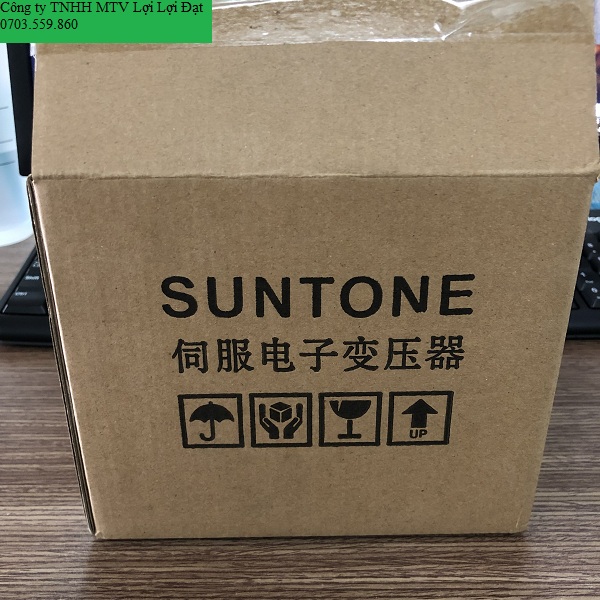 Công ty TNHH MTV Lợi Lợi Đạt
0703.559.860
SUNTONE
伺服电子变压器
UP